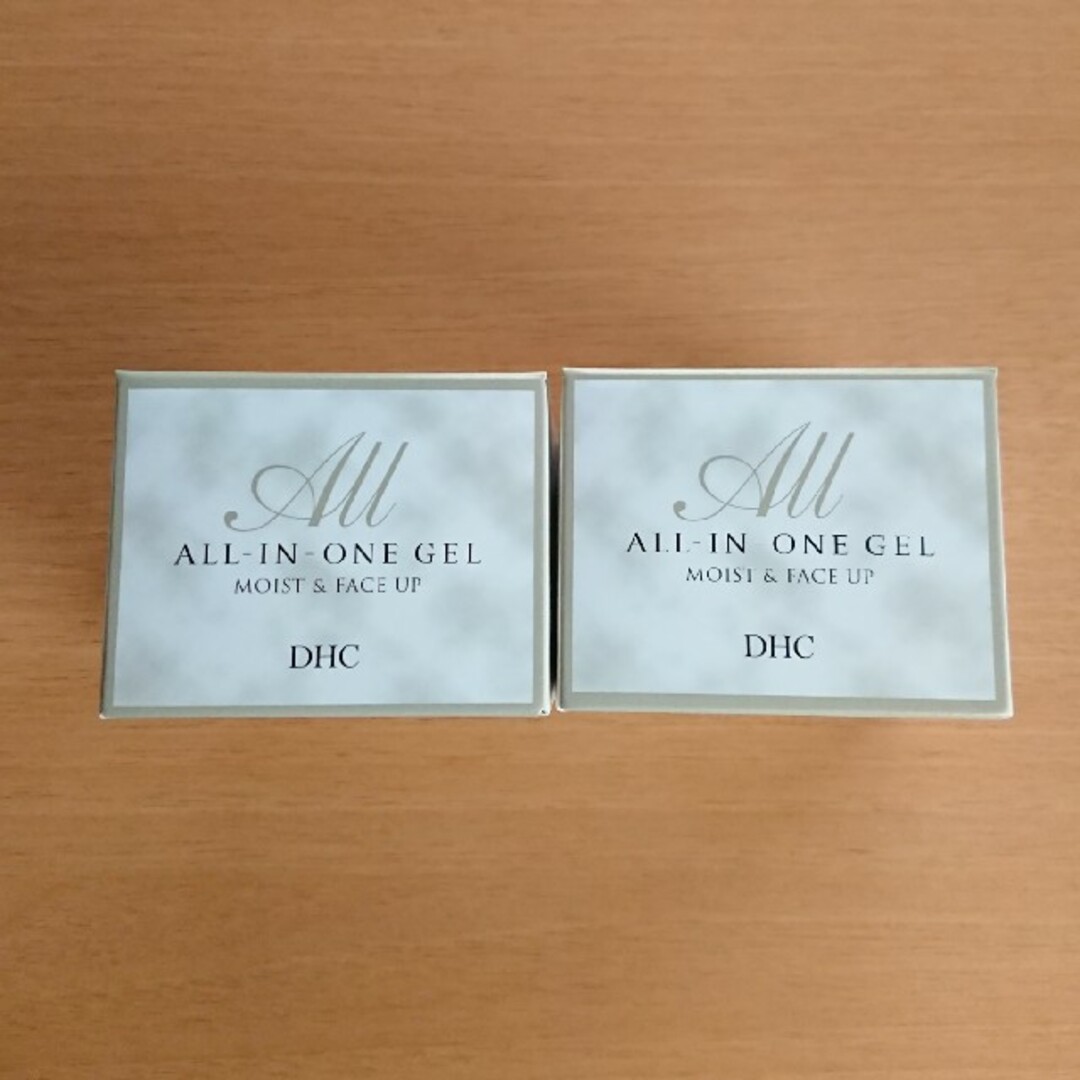 All
ALL-IN-ONE GEL
MOIST & FACE UP
DHC
All
ALL-IN-ONE GEL
MOIST & FACE UP
DHC